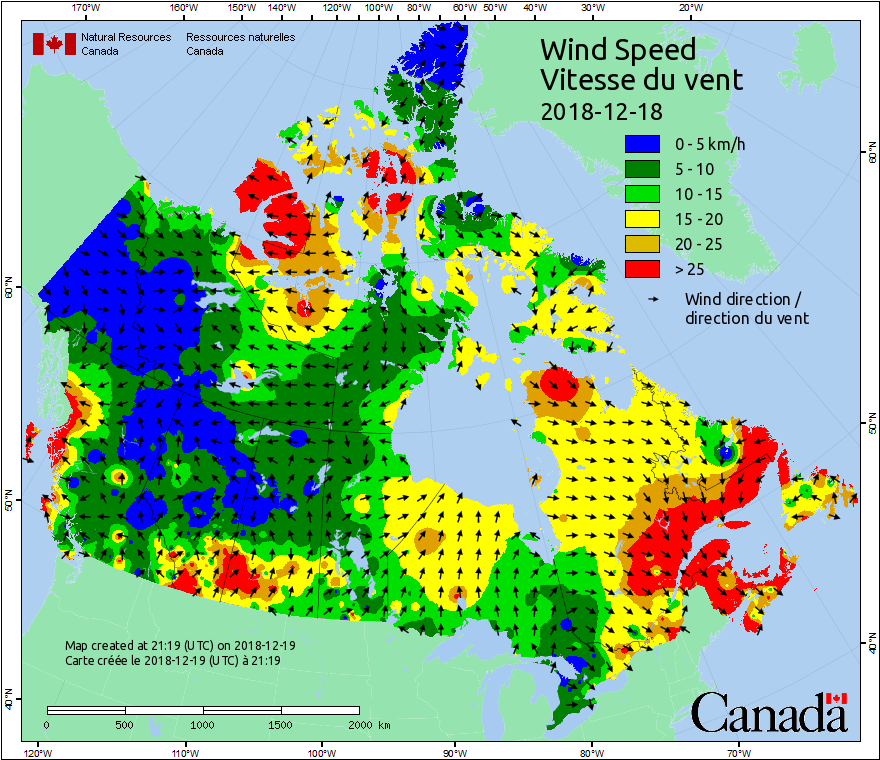 170°W 160°W 150°W 140°W 130°W 120°W 110°W 100°W 90°W 80°W 70°W 60°W 50°W 40°W 30°W 20°W
Natural Resources Canada
Ressources naturelles Canada
Wind Speed
Vitesse du vent
2018-12-18
0 - 5 km/h
5 - 10
10 - 15
15 - 20
20 - 25
> 25
Wind direction /
direction du vent
60°N
50°N
40°N
60°N
50°N
40°N
Map created at 21:19 (UTC) on 2018-12-19
Carte créée le 2018-12-19 (UTC) à 21:19
0 500 1000 1500 2000 km
Canada
120°W 110°W 100°W 90°W 80°W 70°W